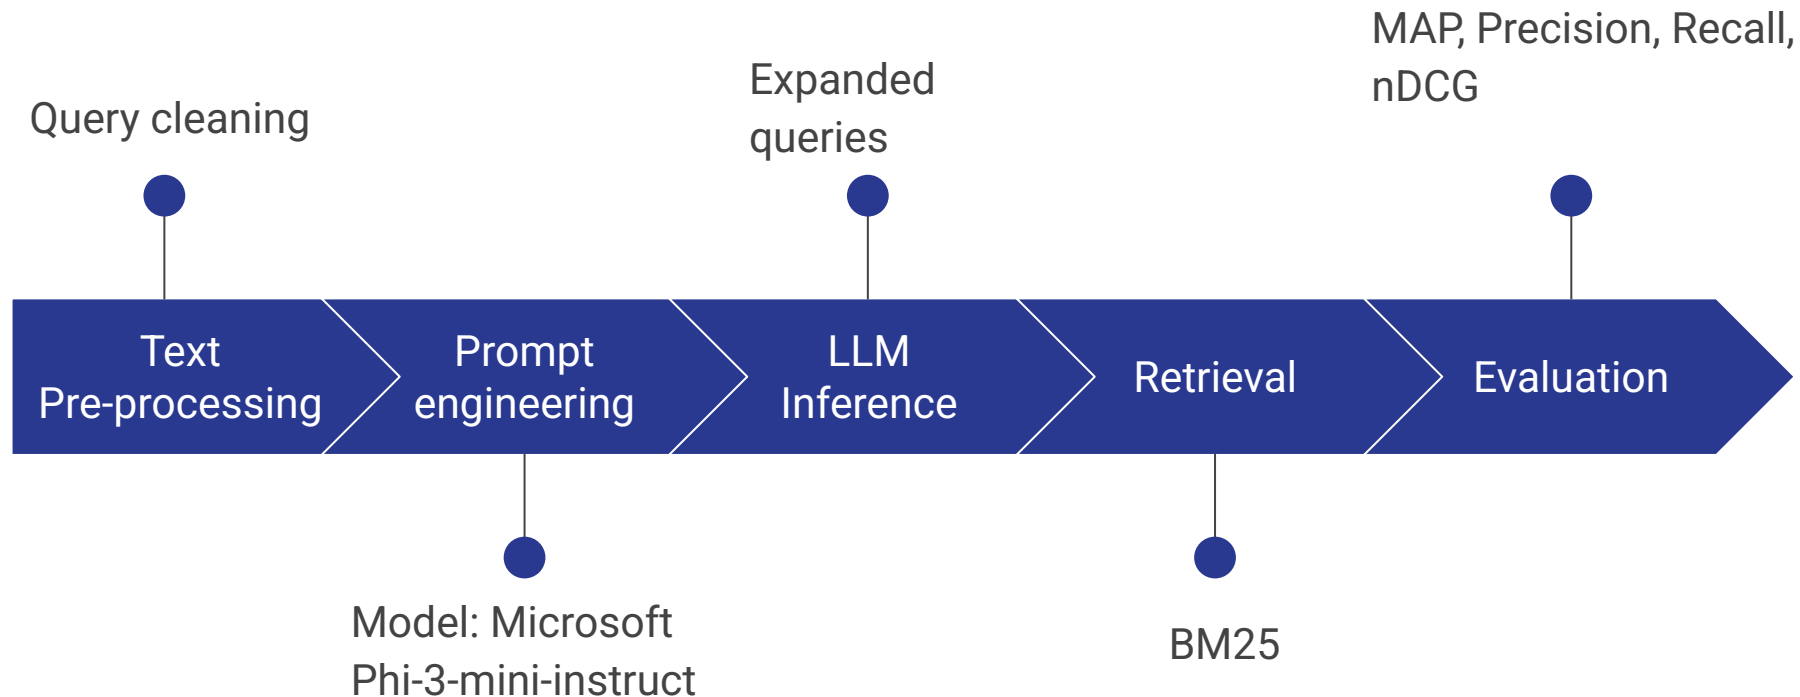 MAP, Precision, Recall,
nDCG
Expanded
queries
Query cleaning
Text
Pre-processing
Prompt
engineering
LLM
Inference
Retrieval
Evaluation
Model: Microsoft
Phi-3-mini-instruct
BM25